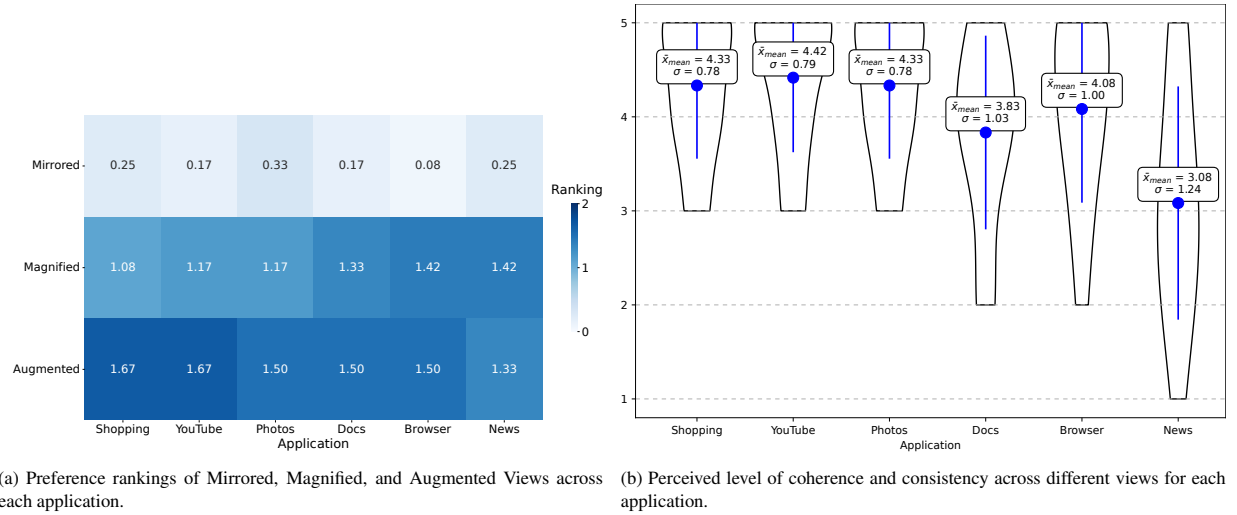 Mirrored
0.25 0.17 0.33 0.17 0.08 0.25
Magnified
1.08 1.17 1.17 1.33 1.42 1.42
Augmented
1.67 1.67 1.50 1.50 1.50 1.33
Shopping YouTube Photos Docs Browser News
Application
Ranking
2
1
0
(a) Preference rankings of Mirrored, Magnified, and Augmented Views across
each application.
5
4
3
2
1
x̄mean = 4.33
σ = 0.78
x̄mean = 4.42
σ = 0.79
x̄mean = 4.33
σ = 0.78
x̄mean = 3.83
σ = 1.03
x̄mean = 4.08
σ = 1.00
x̄mean = 3.08
σ = 1.24
Shopping YouTube Photos Docs Browser News
Application
(b) Perceived level of coherence and consistency across different views for each
application.